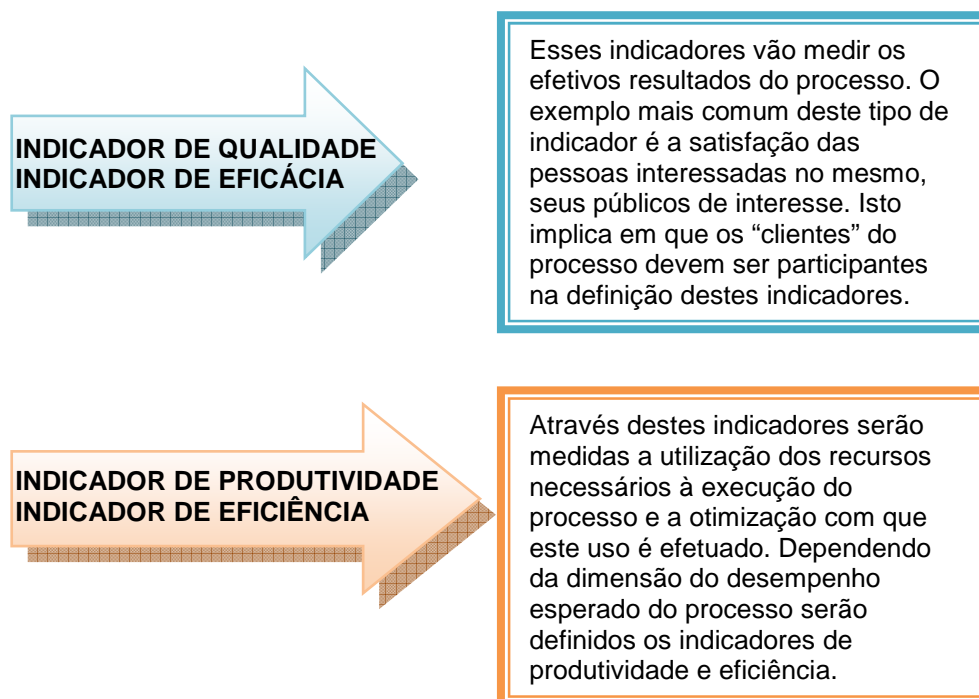 INDICADOR DE QUALIDADE
INDICADOR DE EFICÁCIA
Esses indicadores vão medir os
efetivos resultados do processo. O
exemplo mais comum deste tipo de
indicador é a satisfação das
pessoas interessadas no mesmo,
seus públicos de interesse. Isto
implica em que os “clientes” do
processo devem ser participantes
na definição destes indicadores.
INDICADOR DE PRODUTIVIDADE
INDICADOR DE EFICIÊNCIA
Através destes indicadores serão
medidas a utilização dos recursos
necessários à execução do
processo e a otimização com que
este uso é efetuado. Dependendo
da dimensão do desempenho
esperado do processo serão
definidos os indicadores de
produtividade e eficiência.